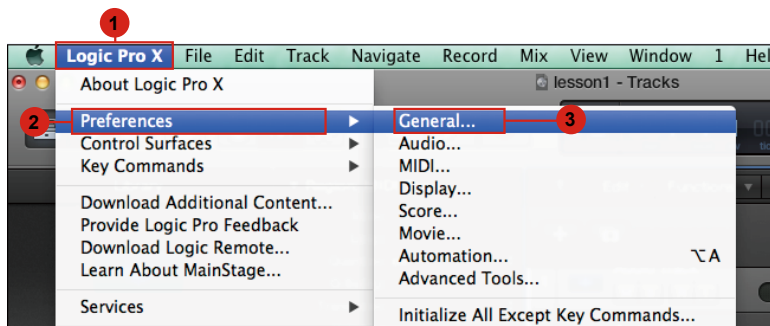 1
Logic Pro X File Edit Track Navigate Record Mix View Window 1 Hel
About Logic Pro X
lesson1 - Tracks
2
Preferences
Control Surfaces
Key Commands
Download Additional Content...
Provide Logic Pro Feedback
Download Logic Remote...
Learn About MainStage...
Services
General...
3
Audio...
MIDI...
Display...
Score...
Movie...
Automation... ⌥A
Advanced Tools...
Initialize All Except Key Commands...